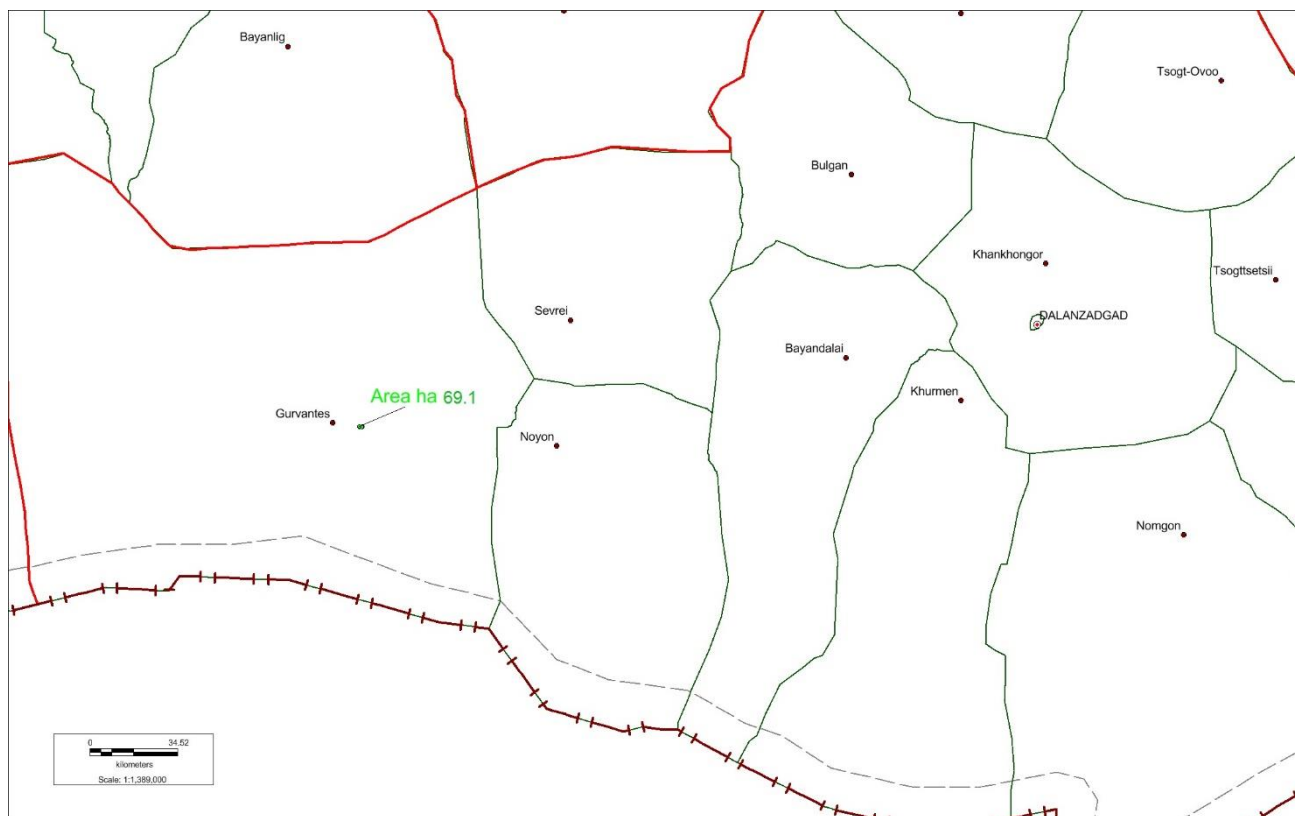 Bayanlig
Tsogt-Ovoo
Bulgan
Khankhongor
Tsogttsetsii
Sevrei
DALANZADGAD
Bayandalai
Area ha 69.1
Khurmen
Gurvantes
Noyon
Nomgon
0 34.52
kilometers
Scale: 1:1,389,000